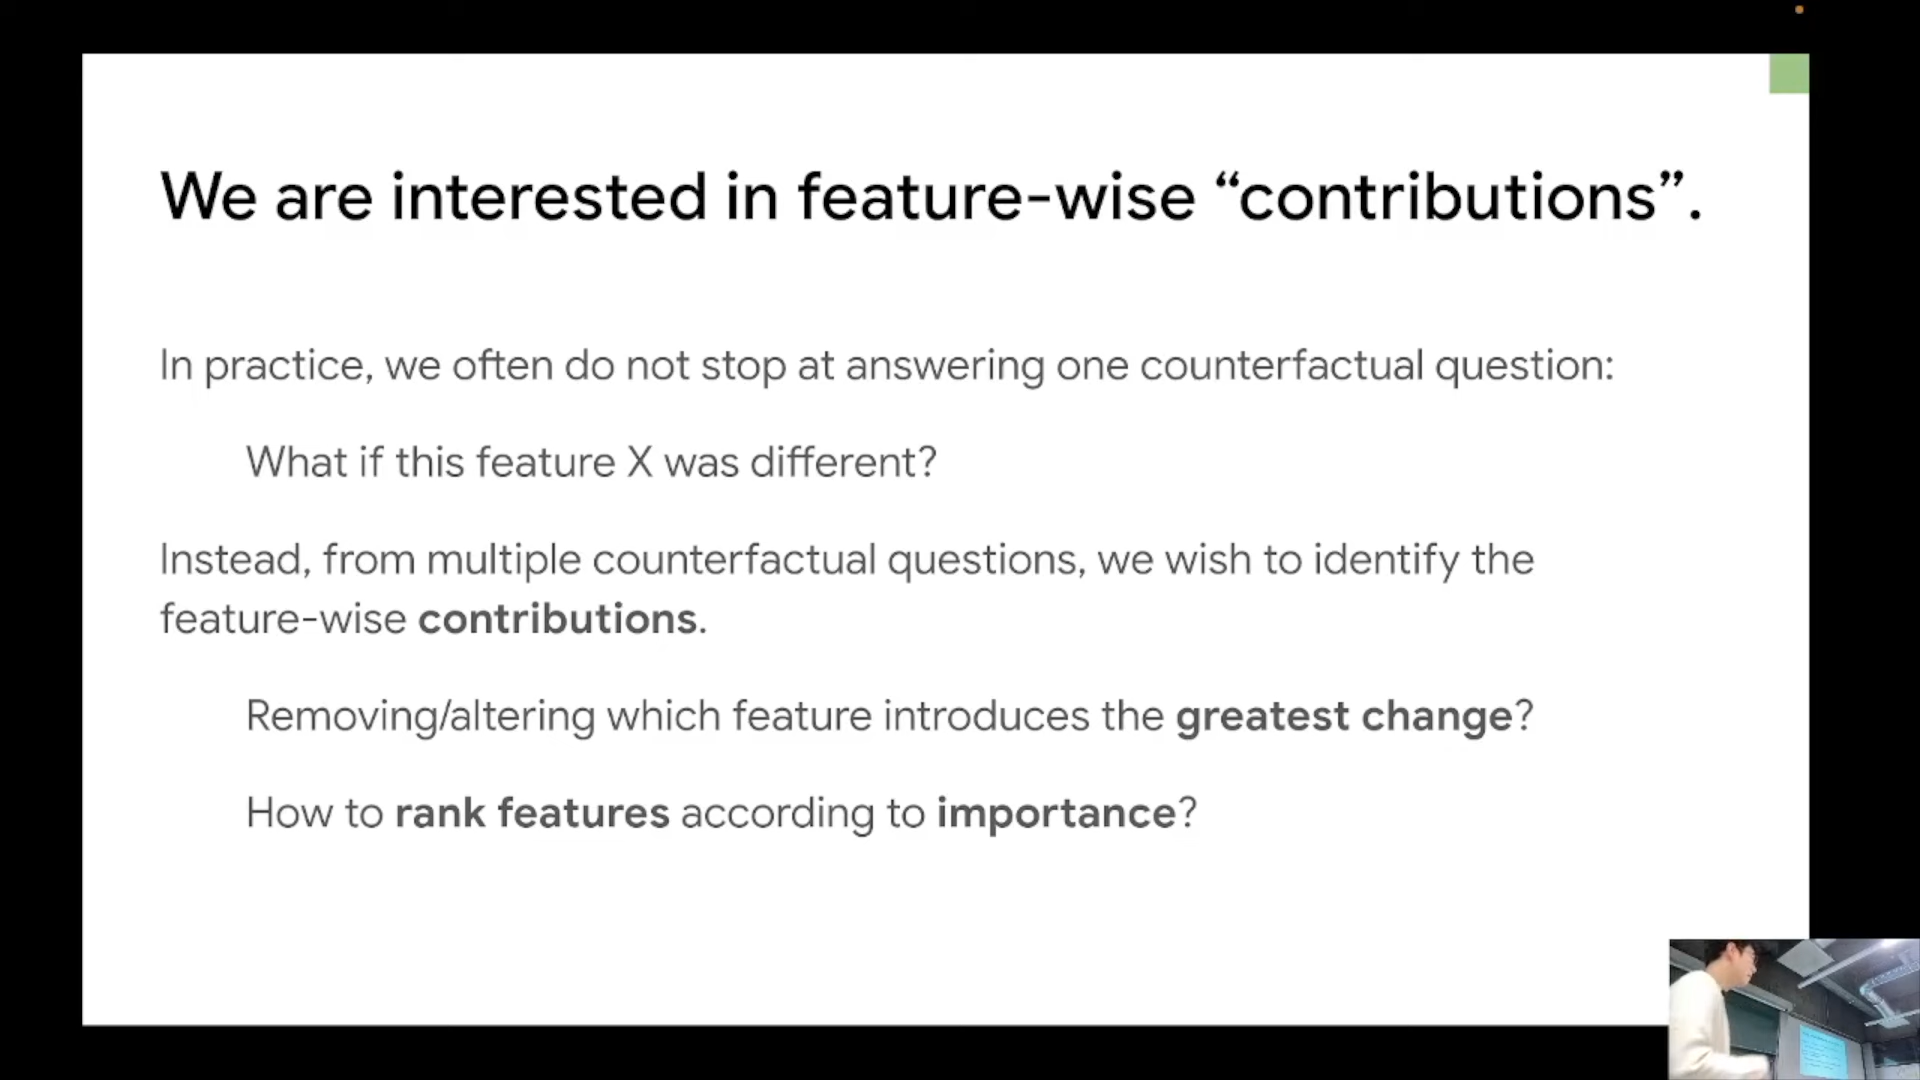 We are interested in feature-wise “contributions”.
In practice, we often do not stop at answering one counterfactual question:
What if this feature X was different?
Instead, from multiple counterfactual questions, we wish to identify the
feature-wise contributions.
Removing/altering which feature introduces the greatest change?
How to rank features according to importance?